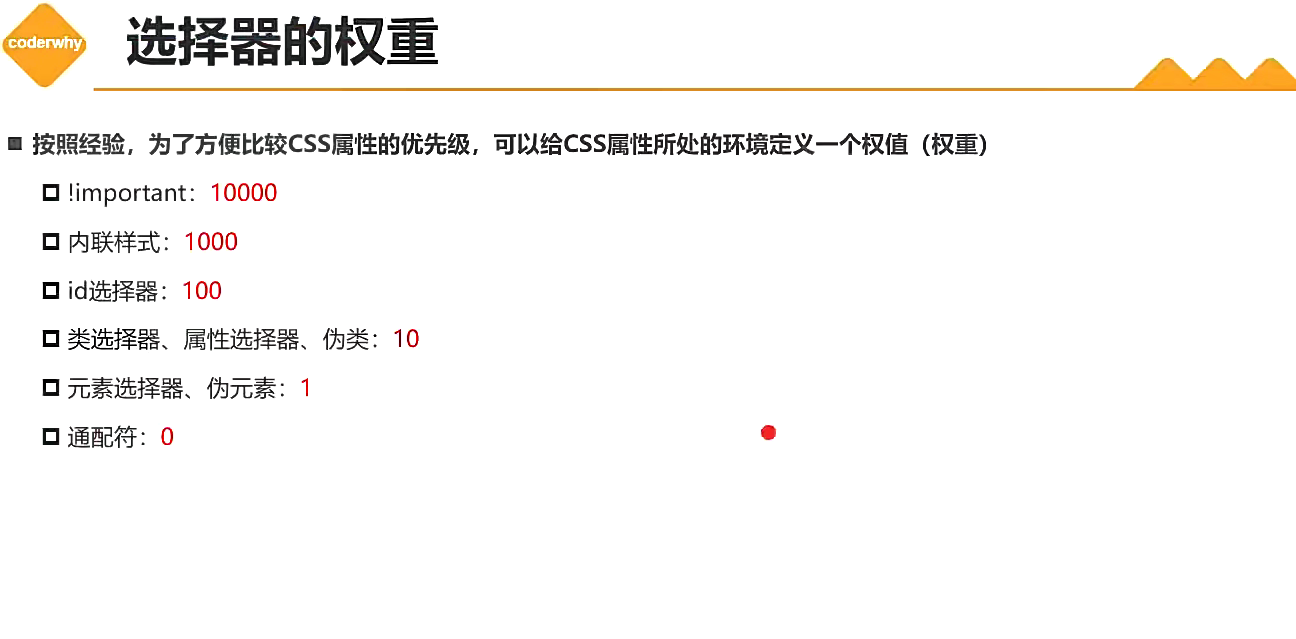 coderwhy
选择器的权重
按照经验，为了方便比较CSS属性的优先级，可以给CSS属性所处的环境定义一个权值（权重）
!important：10000
内联样式：1000
id选择器：100
类选择器、属性选择器、伪类：10
元素选择器、伪元素：1
通配符：0